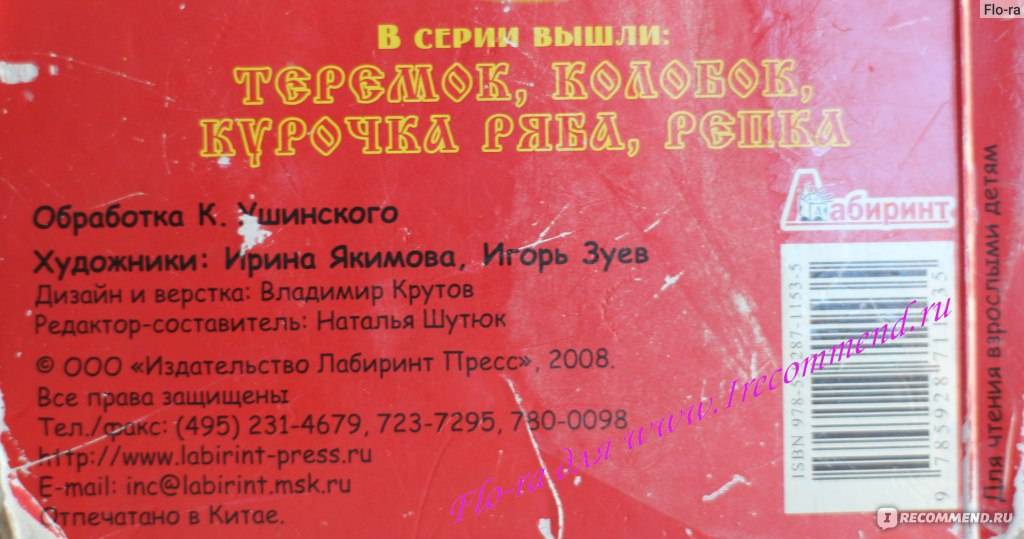 Flo-ra
В СЕРИИ ВЫШЛИ:
ТЕРЕМОК, КОЛОБОК,
КУРОЧКА РЯБА, РЕПКА
Лабиринт
Обработка К. Ушинского
Художники: Ирина Якимова, Игорь Зуев
Дизайн и верстка: Владимир Крутов
Редактор-составитель: Наталья Шутюк
© ООО «Издательство Лабиринт Пресс», 2008.
Все права защищены
Тел./факс: (495) 231-4679, 723-7295, 780-0098
http://www.labirint-press.ru
E-mail: inc@labirint.msk.ru
Отпечатано в Китае.
Flo-ra для www.Irecommend.ru
Для чтения взрослыми детям
IRECOMMEND.RU